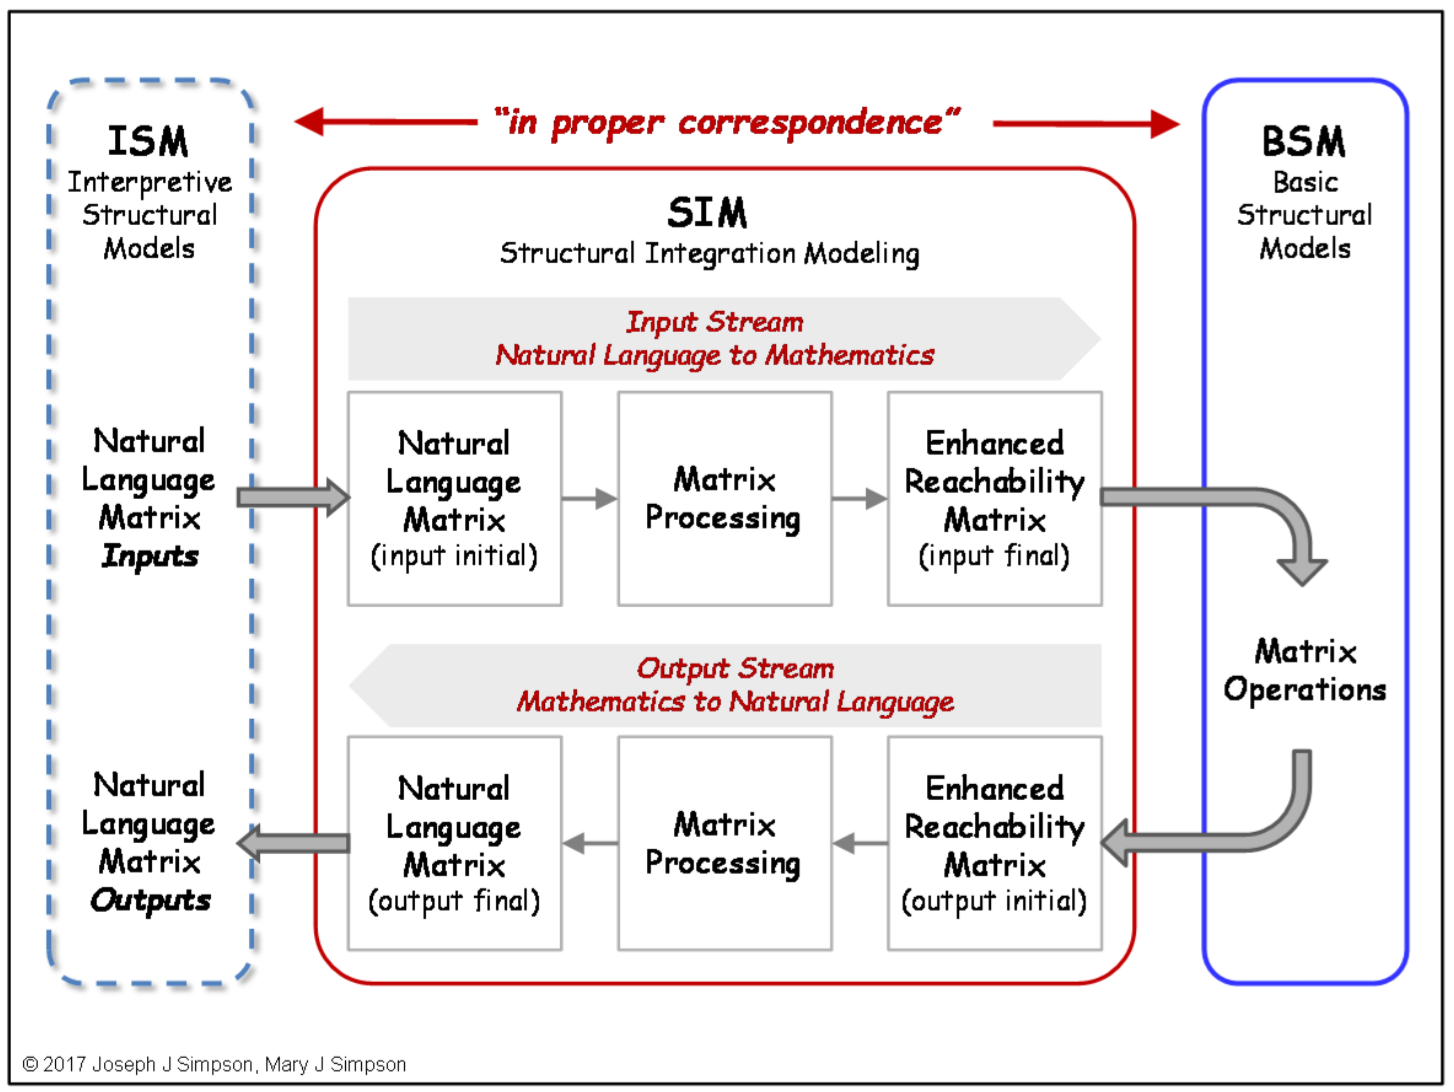 "in proper correspondence"
ISM
Interpretive
Structural
Models
Natural
Language
Matrix
Inputs
Natural
Language
Matrix
Outputs
SIM
Structural Integration Modeling
Input Stream
Natural Language to Mathematics
Natural
Language
Matrix
(input initial)
Matrix
Processing
Enhanced
Reachability
Matrix
(input final)
Output Stream
Mathematics to Natural Language
Natural
Language
Matrix
(output final)
Matrix
Processing
Enhanced
Reachability
Matrix
(output initial)
BSM
Basic
Structural
Models
Matrix
Operations
© 2017 Joseph J Simpson, Mary J Simpson